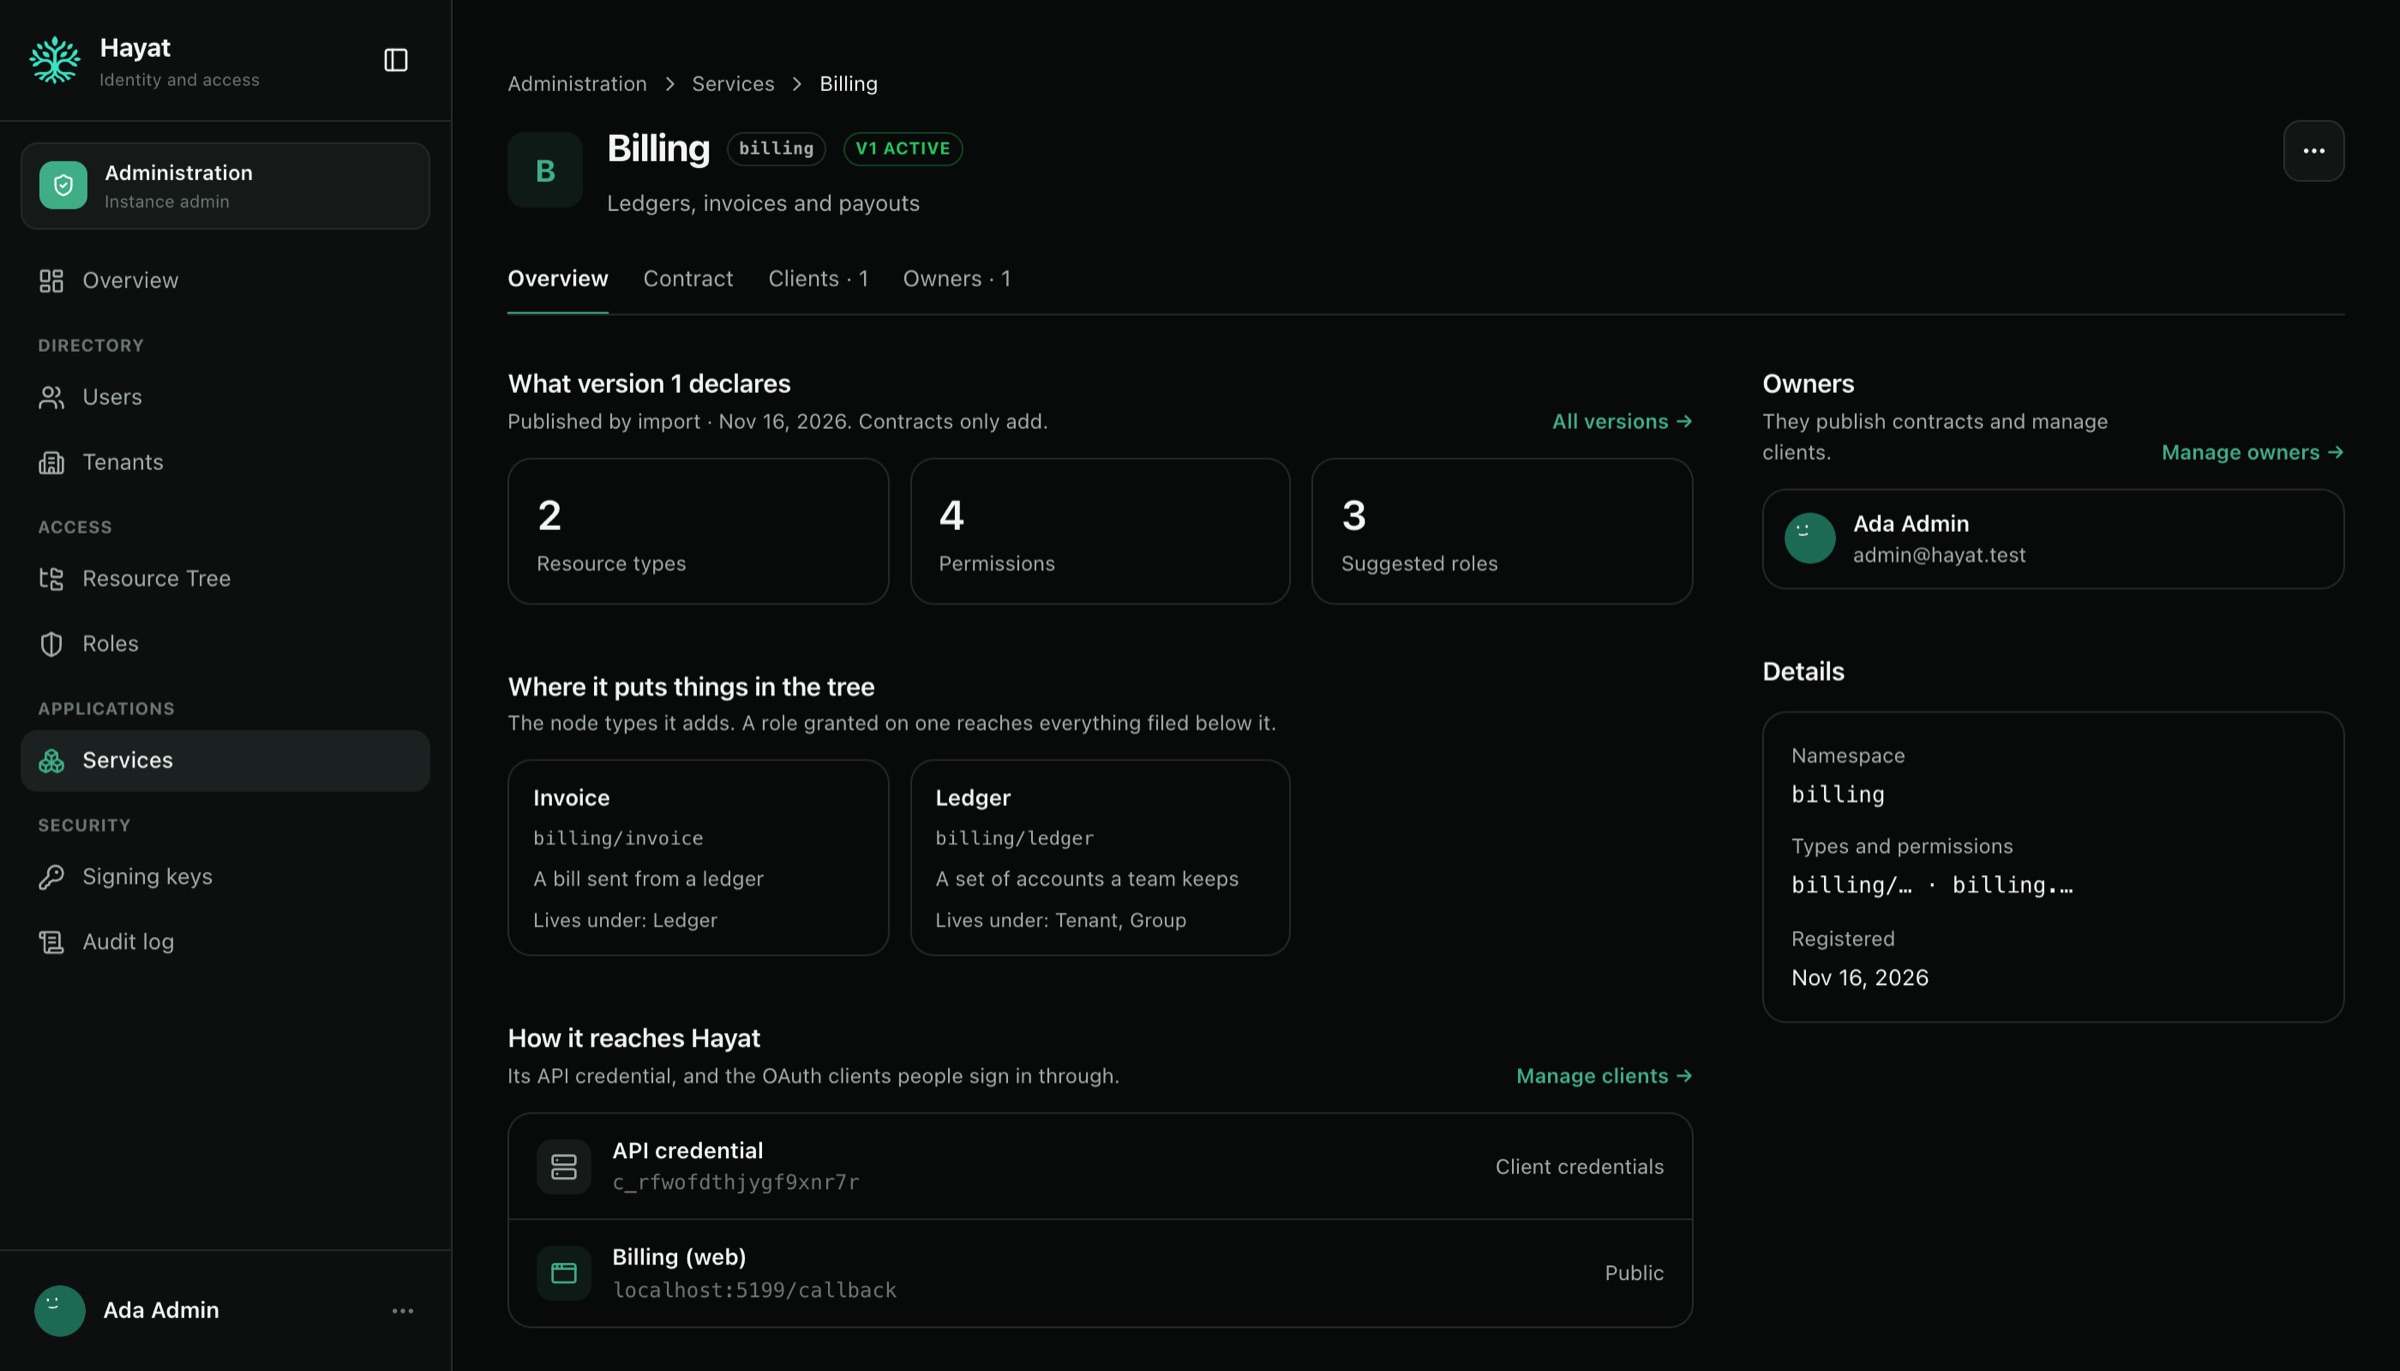 Hayat
Identity and access
Administration
Instance admin
Overview
DIRECTORY
Users
Tenants
ACCESS
Resource Tree
Roles
APPLICATIONS
Services
SECURITY
Signing keys
Audit log
Ada Admin
Administration > Services > Billing
B
Billing billing V1 ACTIVE
Ledgers, invoices and payouts
Overview Contract Clients · 1 Owners · 1
What version 1 declares
Published by import · Nov 16, 2026. Contracts only add.
All versions →
2
Resource types
4
Permissions
3
Suggested roles
Where it puts things in the tree
The node types it adds. A role granted on one reaches everything filed below it.
Invoice
billing/invoice
A bill sent from a ledger
Lives under: Ledger
Ledger
billing/ledger
A set of accounts a team keeps
Lives under: Tenant, Group
How it reaches Hayat
Its API credential, and the OAuth clients people sign in through.
Manage clients →
API credential
c_rfwofdthjygf9xnr7r
Client credentials
Billing (web)
localhost:5199/callback
Public
Owners
They publish contracts and manage
clients.
Manage owners →
Ada Admin
admin@hayat.test
Details
Namespace
billing
Types and permissions
billing/… · billing.…
Registered
Nov 16, 2026